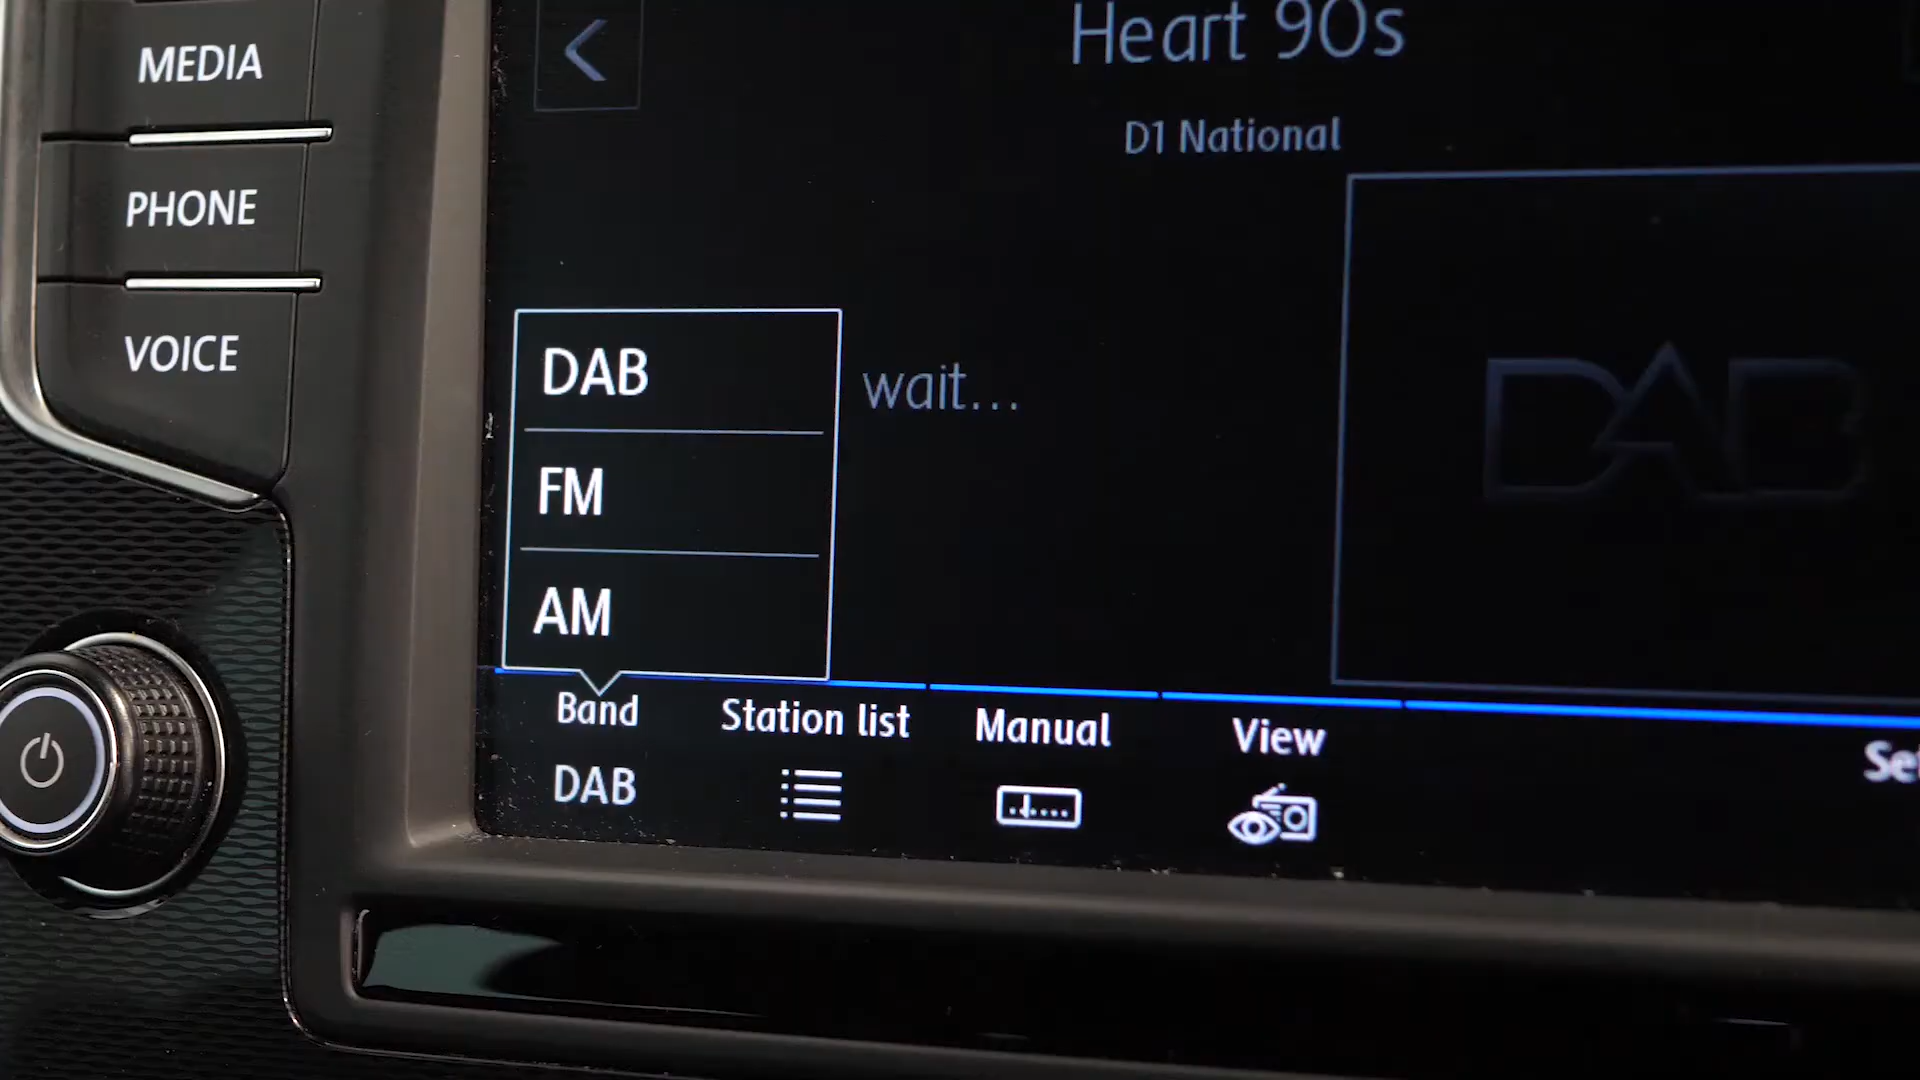 MEDIA
PHONE
VOICE
Heart 90s
D1 National
DAB
FM
AM
wait...
DAB
Band
DAB
Station list
Manual
View